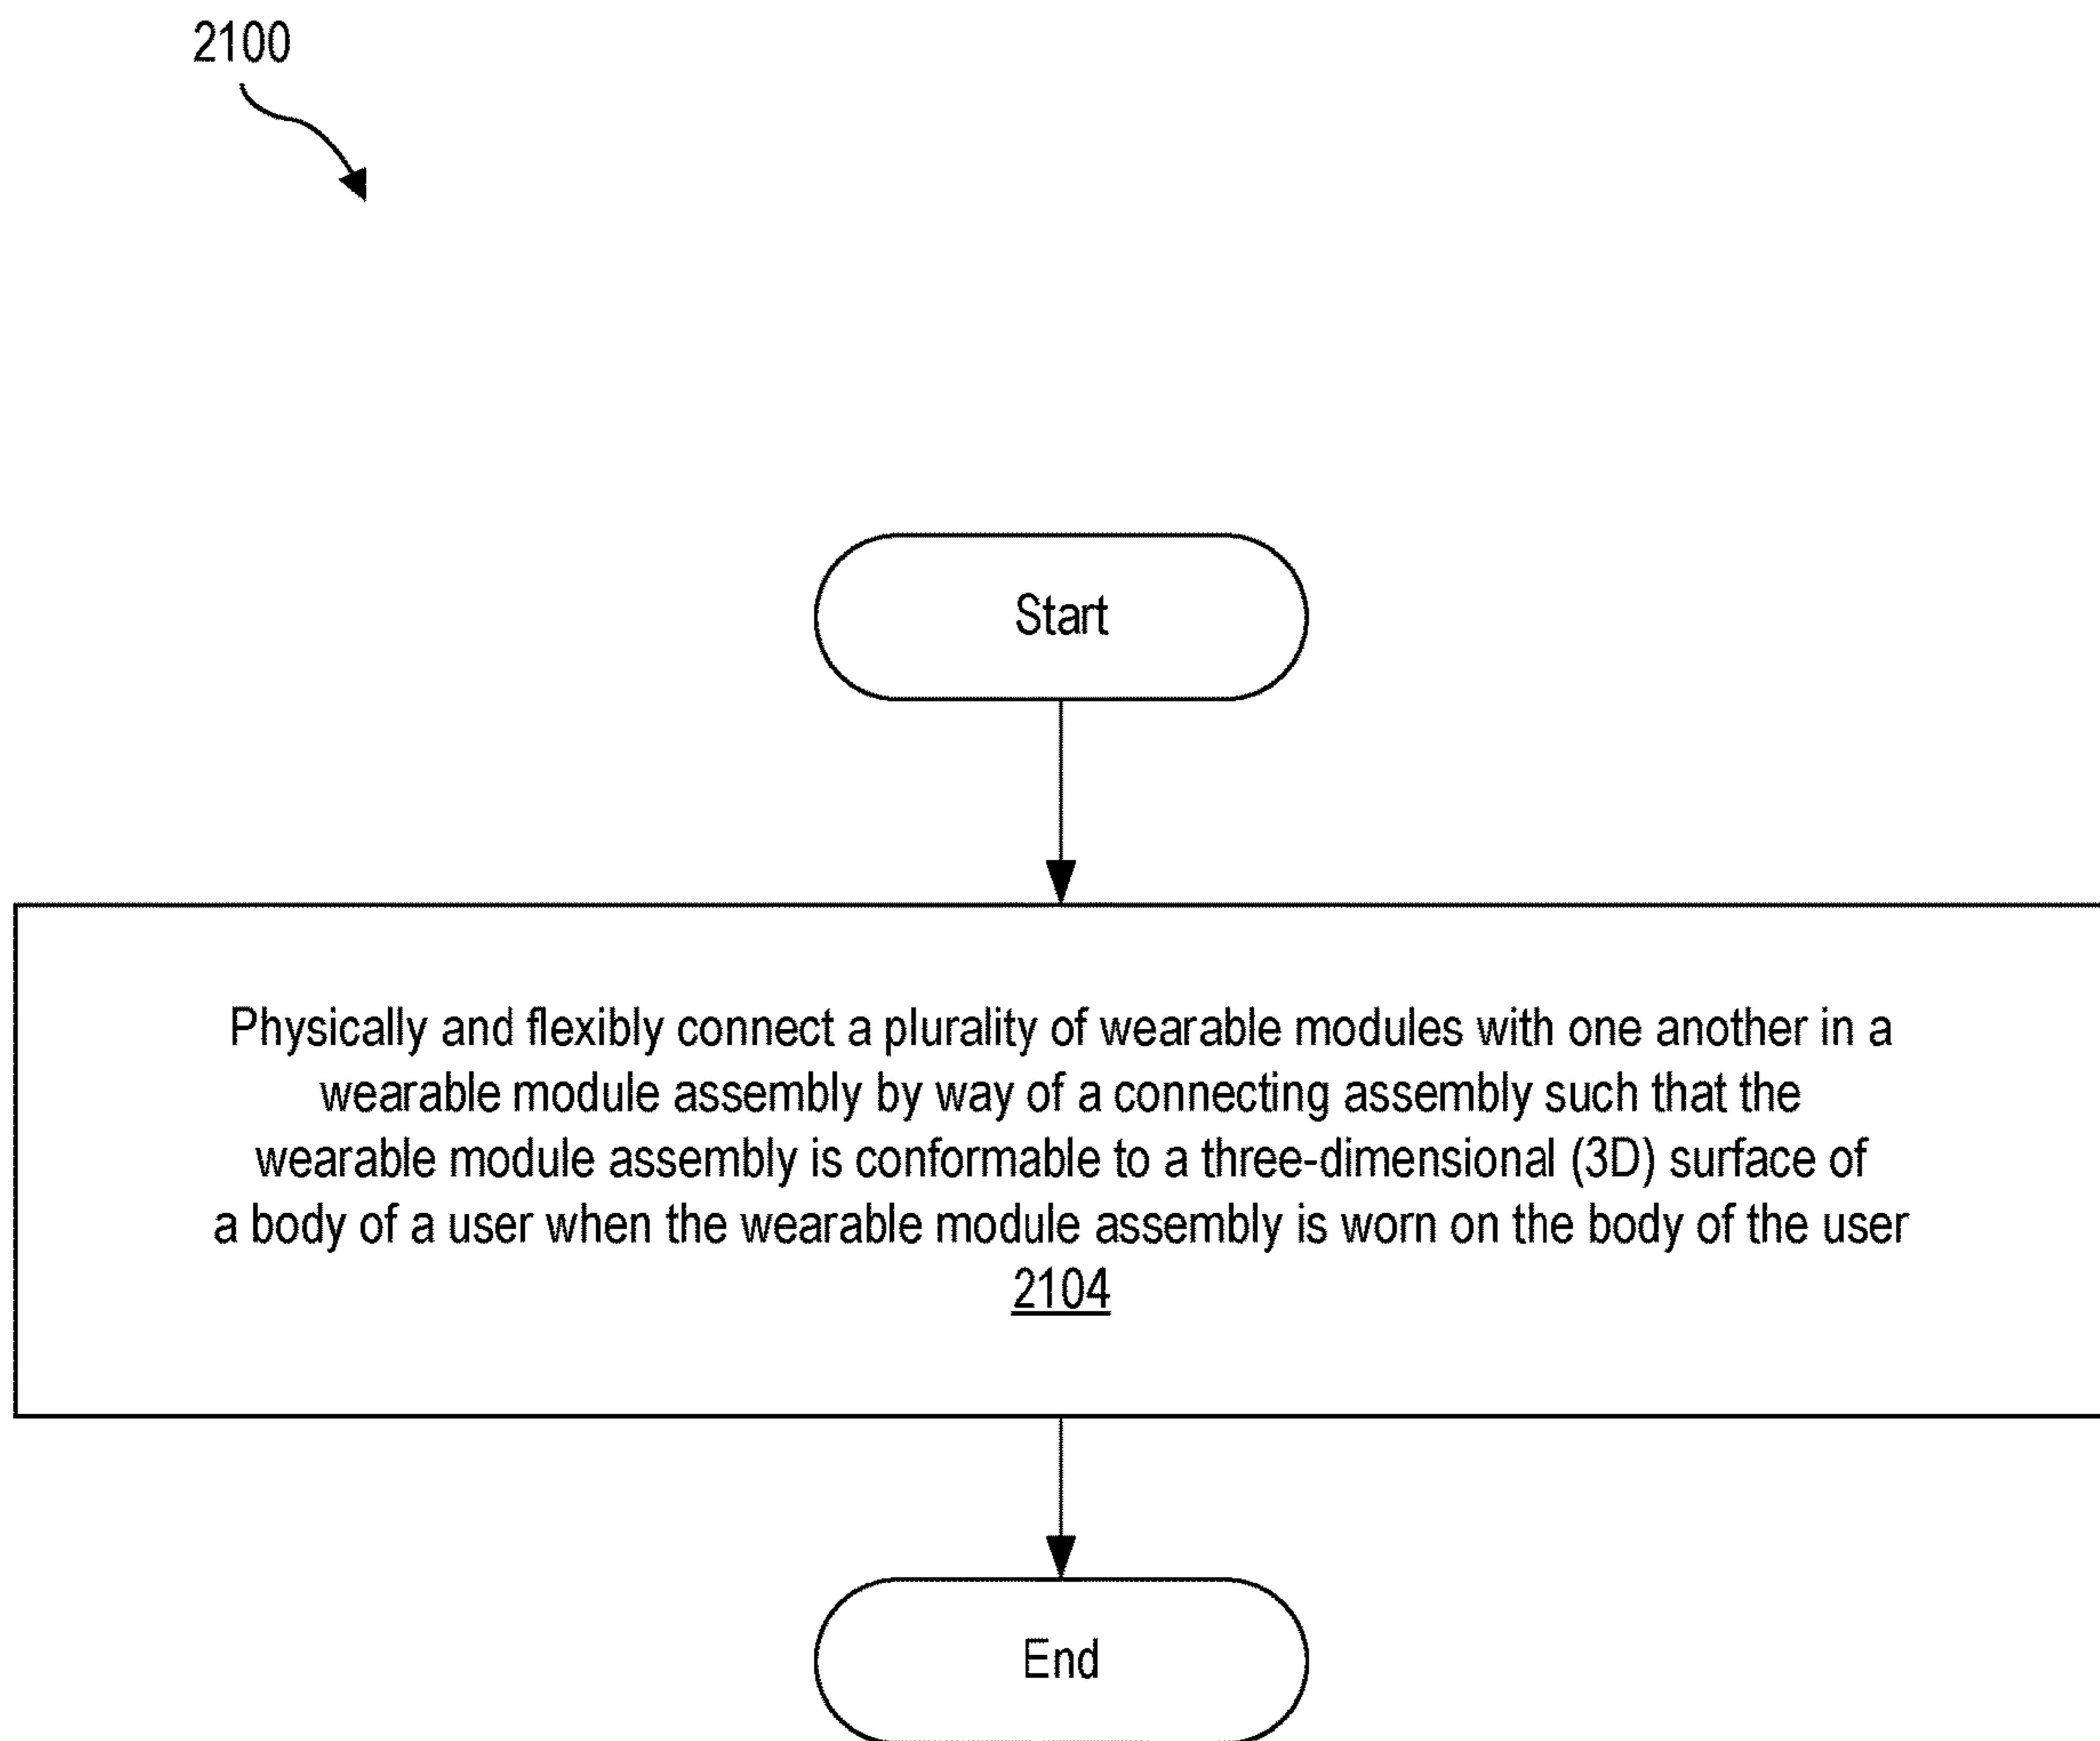 2100
Start
Physically and flexibly connect a plurality of wearable modules with one another in a
wearable module assembly by way of a connecting assembly such that the
wearable module assembly is conformable to a three-dimensional (3D) surface of
a body of a user when the wearable module assembly is worn on the body of the user
2104
End